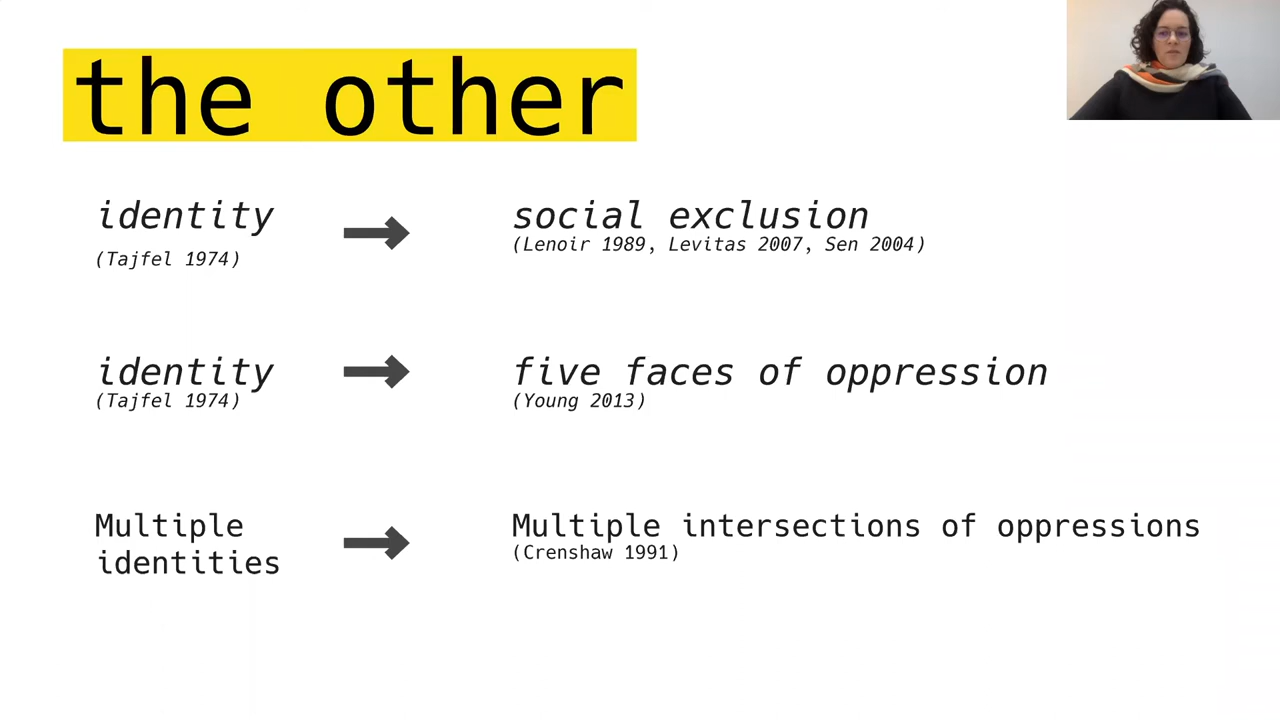 the other
identity
(Tajfel 1974)
social exclusion
(Lenoir 1989, Levitas 2007, Sen 2004)
identity
(Tajfel 1974)
five faces of oppression
(Young 2013)
Multiple
identities
Multiple intersections of oppressions
(Crenshaw 1991)